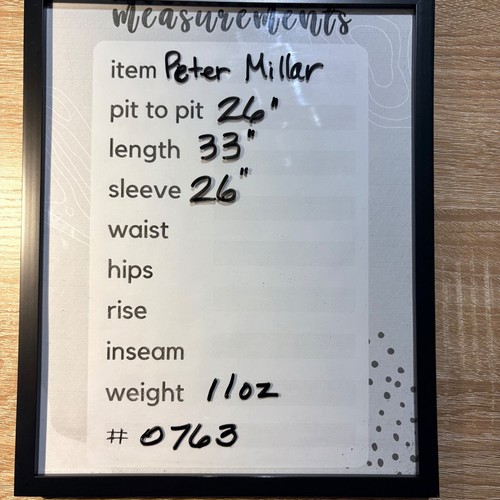 measurements
item Peter Millar
pit to pit 26"
length 33"
sleeve 26"
waist
hips
rise
inseam
weight 11oz
# 0763